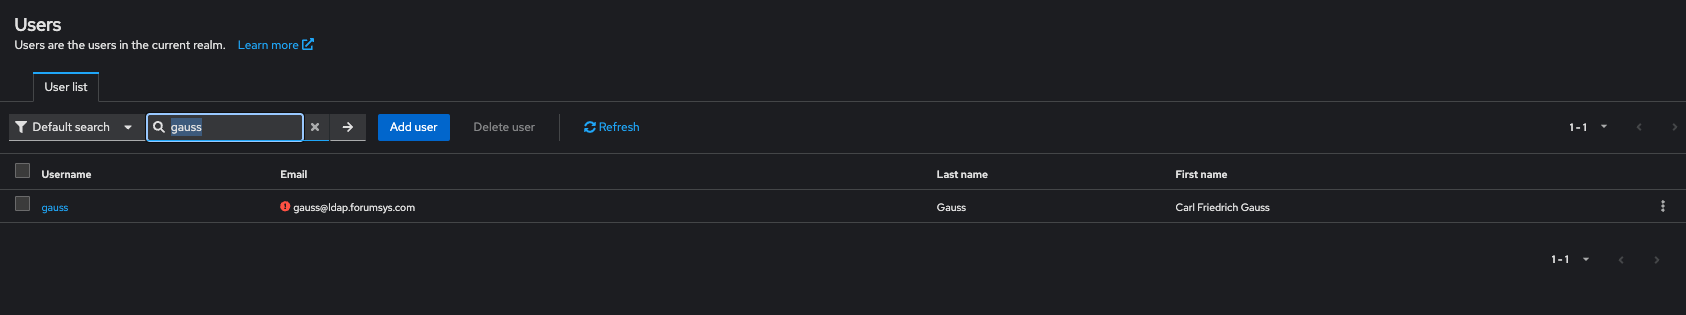 Users
Users are the users in the current realm. Learn more
User list
Default search gauss Add user Delete user Refresh 1-1
Username Email Last name First name
gauss gauss@ldap.forumsys.com Gauss Carl Friedrich Gauss
1-1